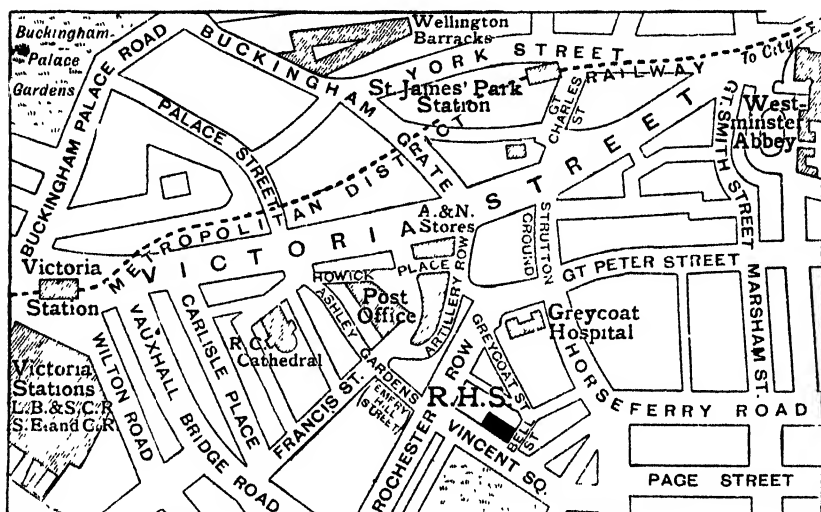 Buckingham
Palace
Gardens
BUCKINGHAM PALACE ROAD
BUCKINGHAM GRATE
Wellington
Barracks
YORK STREET
To City
St. James' Park
Station
RAILWAY
GT CHARLES ST
GT. SMITH STREET
West-
minster
Abbey
PALACE STREET
METROPOLITAN DISTRICT
VICTORIA STREET
A. & N.
Stores
STRUTTON
GROUND
Victoria
Station
HOWICK PLACE
GT PETER STREET
MARSHAM ST.
Post
Office
ARTILLERY ROW
ASHLEY GARDENS
R.C.
Cathedral
CARLISLE PLACE
VAUXHALL BRIDGE ROAD
WILTON ROAD
Victoria
Stations
L.B. & S.C.R
S.E. and C.R.
FRANCIS ST.
(STREET)
GREYCOAT ST
Greycoat
Hospital
HORSEFERRY ROAD
R.H.S.
BELL ST
ROCHESTER ROW
VINCENT SQ.
PAGE STREET